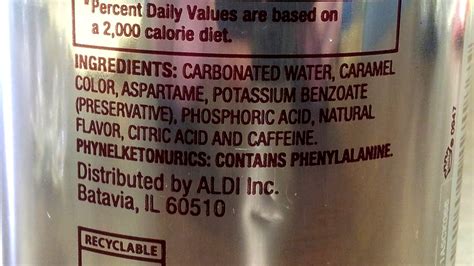 *Percent Daily Values are based on
a 2,000 calorie diet.
INGREDIENTS: CARBONATED WATER, CARAMEL
COLOR, ASPARTAME, POTASSIUM BENZOATE
(PRESERVATIVE), PHOSPHORIC ACID, NATURAL
FLAVOR, CITRIC ACID AND CAFFEINE.
PHYNELKETONURICS: CONTAINS PHENYLALANINE.
Distributed by ALDI Inc.
Batavia, IL 60510
RECYCLABLE